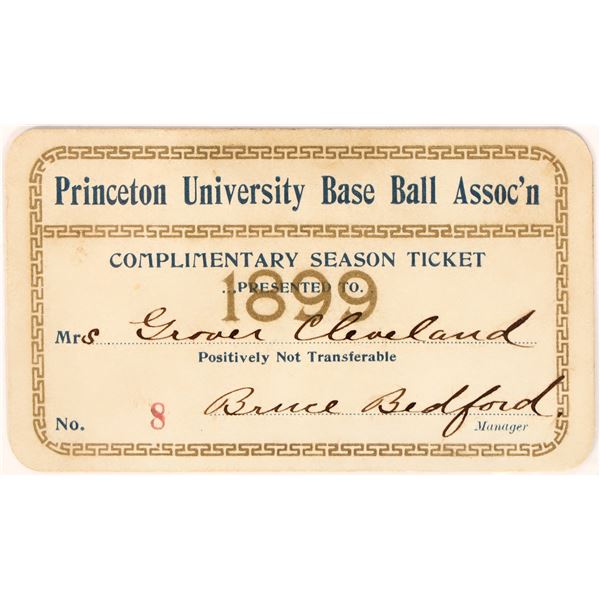 Princeton University Base Ball Assoc'n
COMPLIMENTARY SEASON TICKET
1899
...PRESENTED TO...
Mrs Grover Cleveland
Positively Not Transferable
No. 8 Bruce Bedford.
Manager